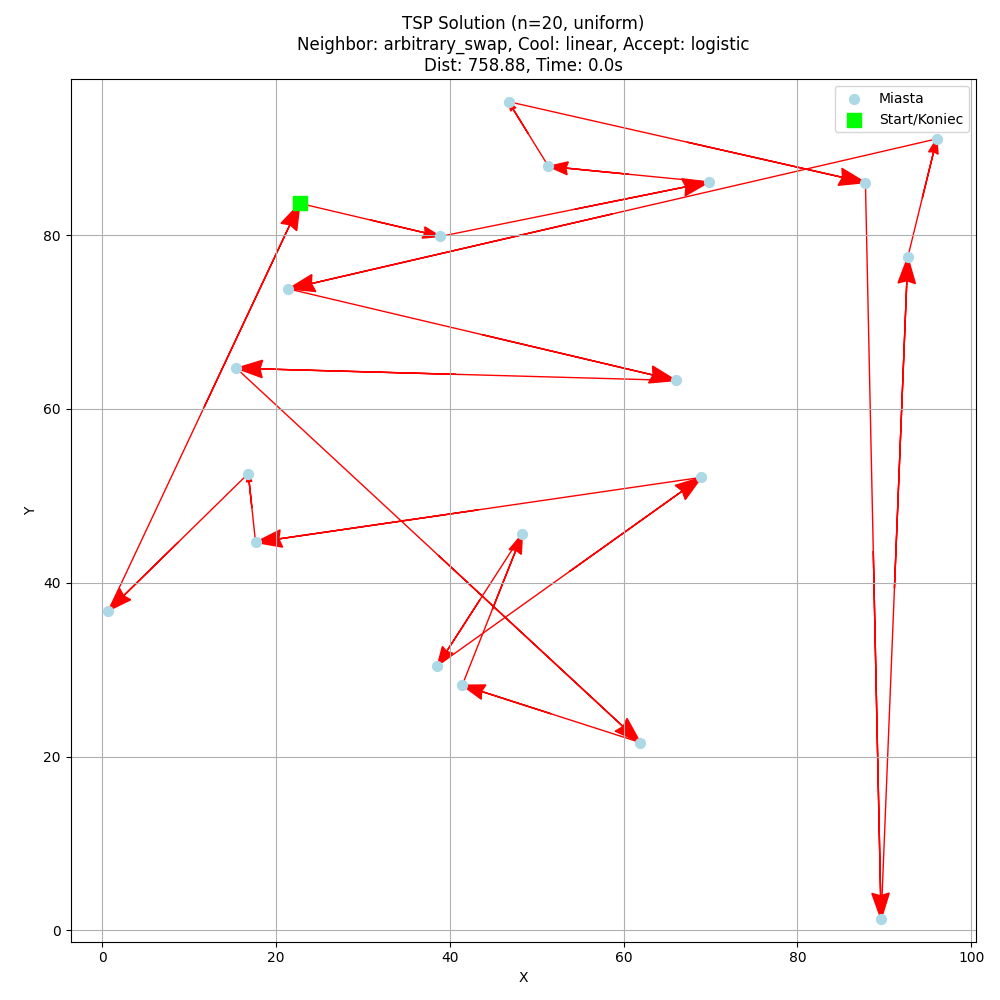 TSP Solution (n=20, uniform)
Neighbor: arbitrary_swap, Cool: linear, Accept: logistic
Dist: 758.88, Time: 0.0s
Miasta
Start/Koniec
Y
80
60
40
20
0
0 20 40 60 80 100
X